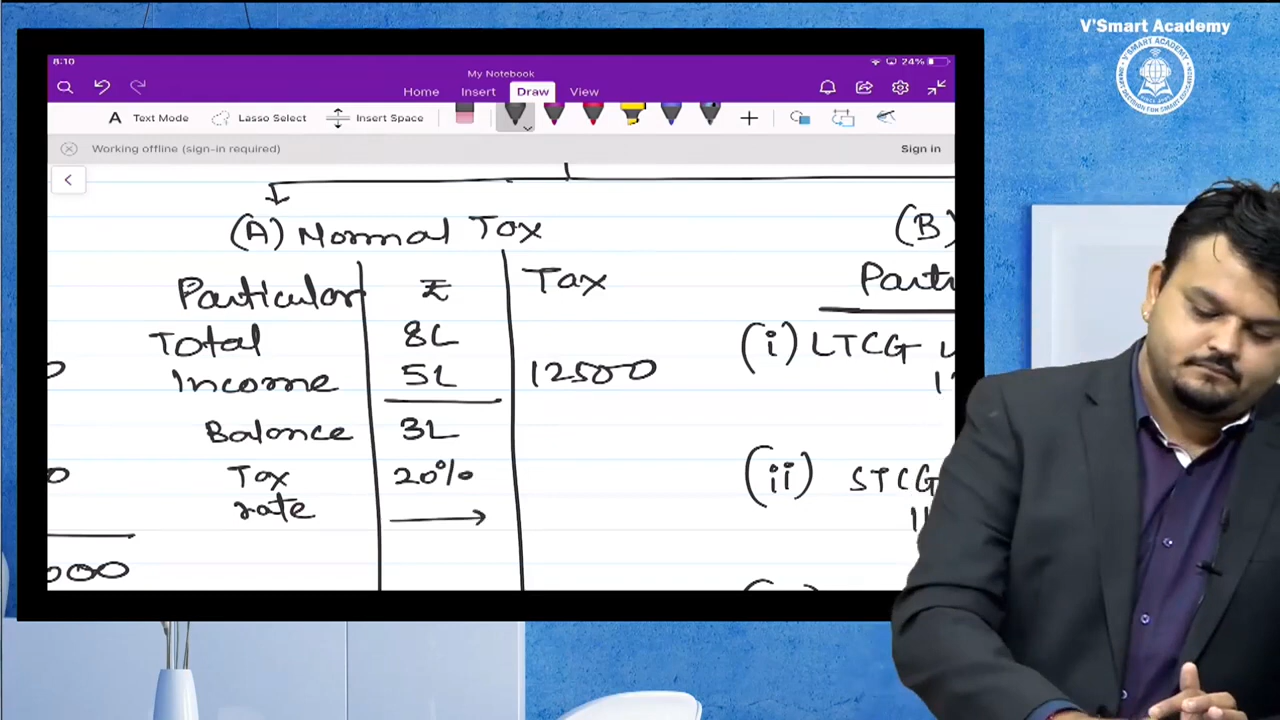 V'Smart Academy
V'SMART ACADEMY
8:10
24%
My Notebook
Home Insert Draw View
Text Mode Lasso Select Insert Space
Working offline (sign-in required) Sign in
(A) Normal Tax (B)
Particular ₹ Tax
Total 8L
Income 5L 12500
Balance 3L
Tax rate 20%
000
(i) LTCG
(ii) STCG